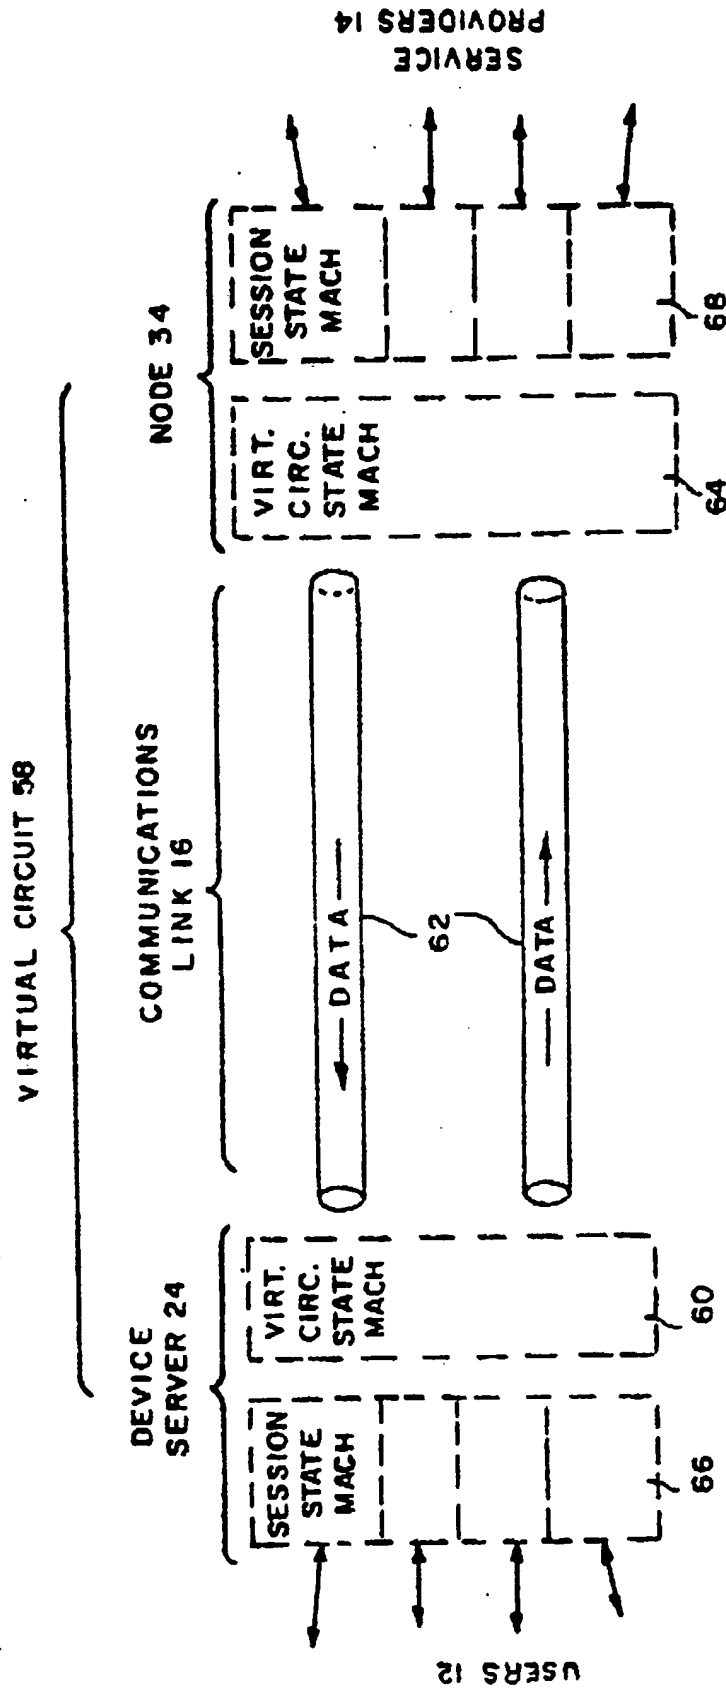 VIRTUAL CIRCUIT 58
DEVICE
SERVER 24
COMMUNICATIONS
LINK 16
NODE 34
USERS 12
SESSION
STATE
MACH
VIRT.
CIRC.
STATE
MACH
DATA
DATA
VIRT.
CIRC.
STATE
MACH
SESSION
STATE
MACH
SERVICE
PROVIDERS 14
66
60
62
64
68